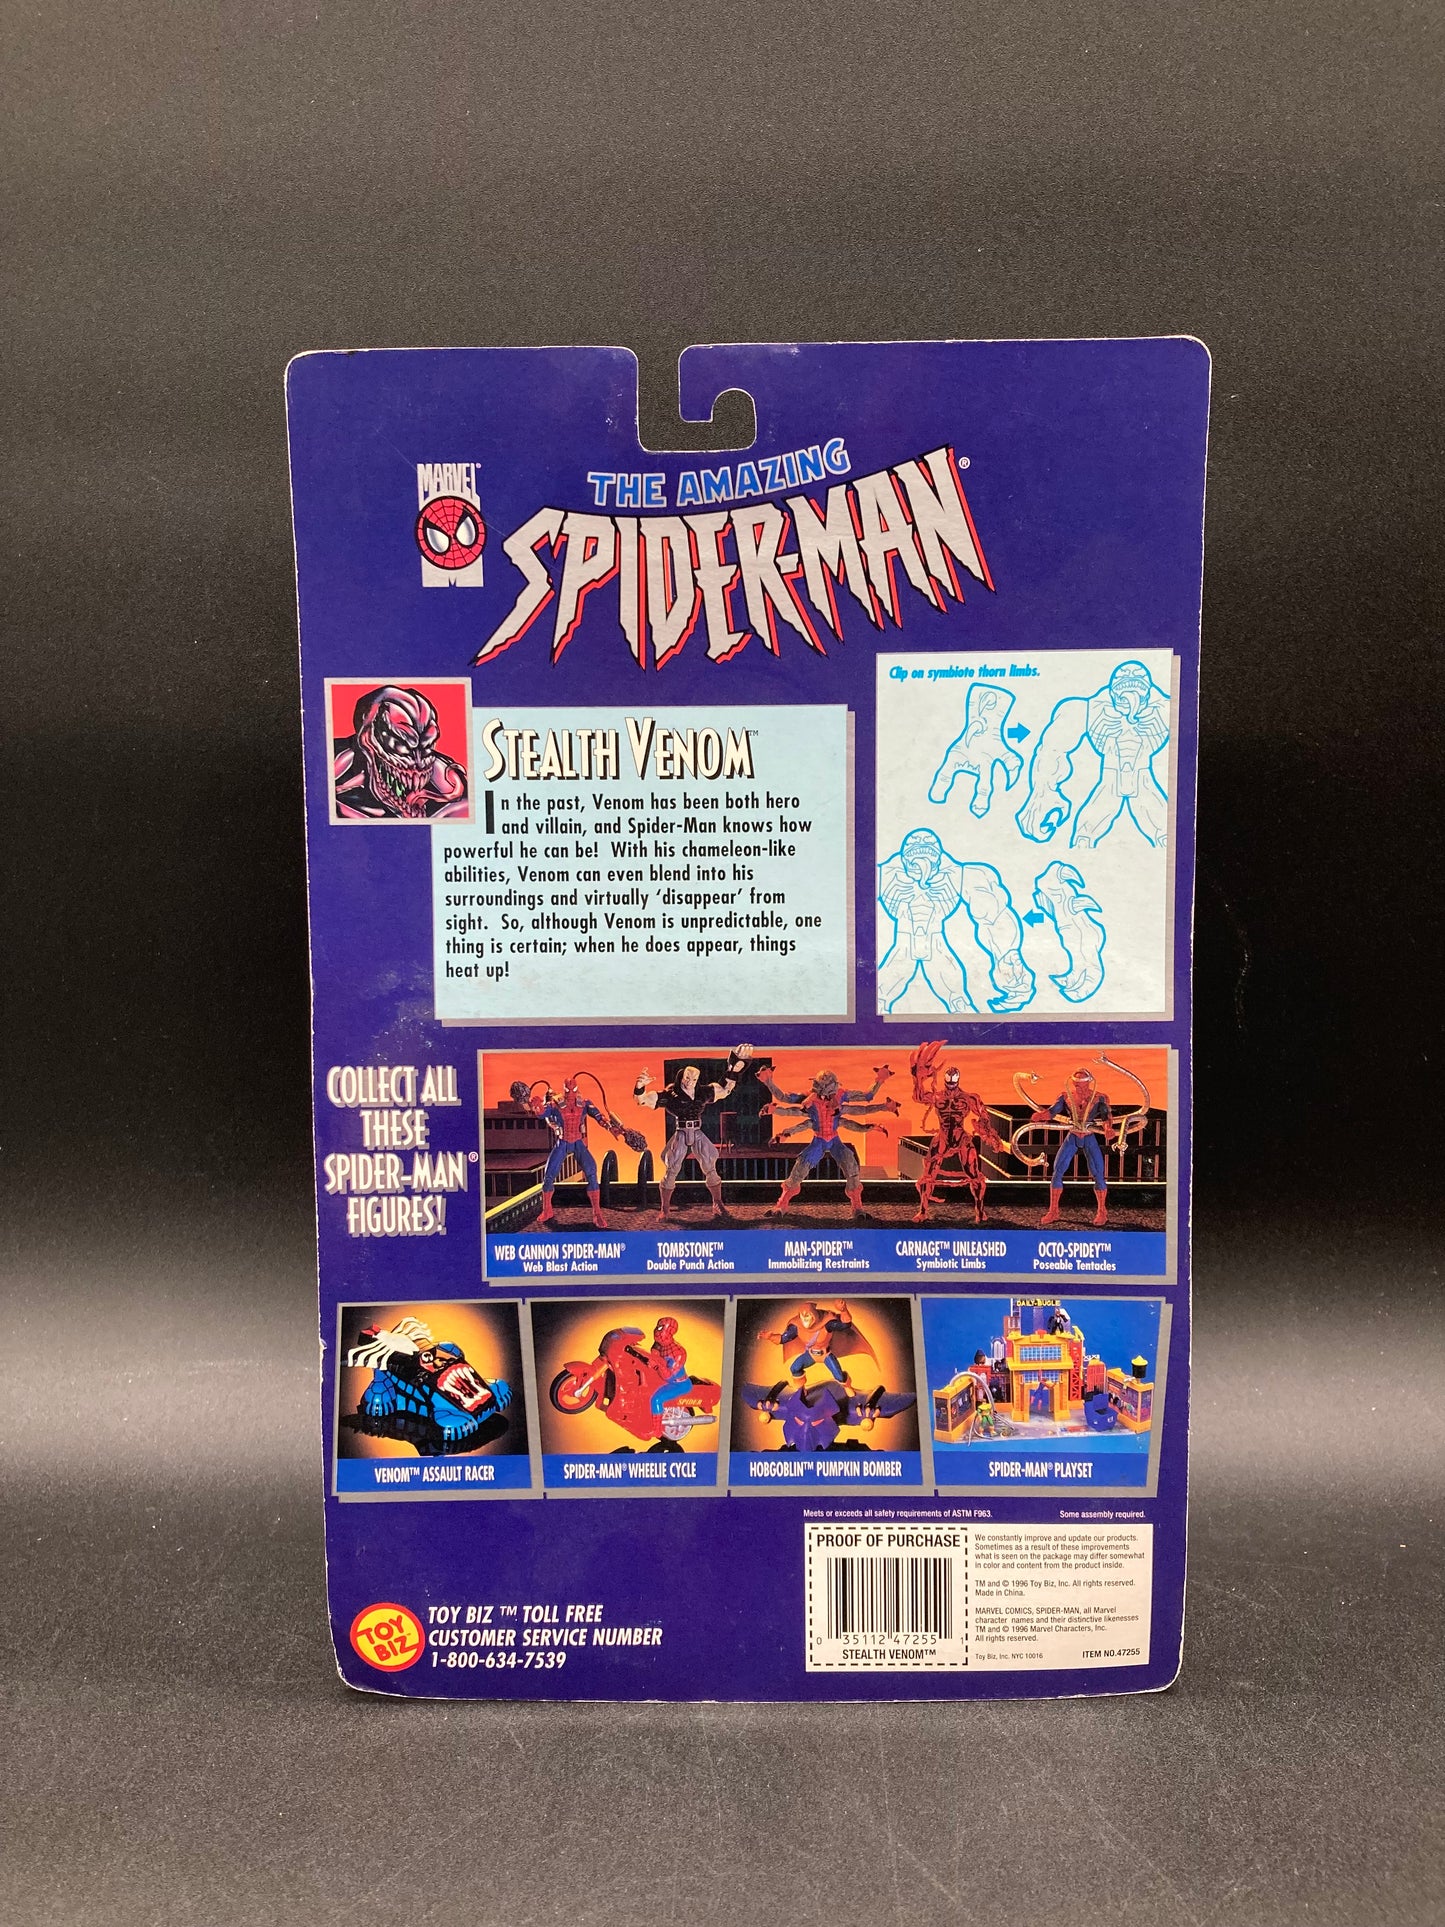 MARVEL®
THE AMAZING
SPIDER-MAN®
Clip on symbiote thorn limbs.
STEALTH VENOM™
In the past, Venom has been both hero
and villain, and Spider-Man knows how
powerful he can be! With his chameleon-like
abilities, Venom can even blend into his
surroundings and virtually ‘disappear’ from
sight. So, although Venom is unpredictable, one
thing is certain; when he does appear, things
heat up!
COLLECT ALL
THESE
SPIDER-MAN®
FIGURES!
WEB CANNON SPIDER-MAN®
Web Blast Action
TOMBSTONE™
Double Punch Action
MAN-SPIDER™
Immobilizing Restraints
CARNAGE™ UNLEASHED
Symbiotic Limbs
OCTO-SPIDEY™
Poseable Tentacles
SPIDER
DAILY BUGLE
VENOM™ ASSAULT RACER
SPIDER-MAN® WHEELIE CYCLE
HOBGOBLIN™ PUMPKIN BOMBER
SPIDER-MAN® PLAYSET
Meets or exceeds all safety requirements of ASTM F963.
Some assembly required.
PROOF OF PURCHASE
0 35112 47255 1
STEALTH VENOM™
We constantly improve and update our products.
Sometimes as a result of these improvements
what is seen on the package may differ somewhat
in color and content from the product inside.
TM and © 1996 Toy Biz, Inc. All rights reserved.
Made in China.
MARVEL COMICS, SPIDER-MAN, all Marvel
character names and their distinctive likenesses
TM and © 1996 Marvel Characters, Inc.
All rights reserved.
Toy Biz, Inc. NYC 10016
ITEM NO.47255
TOY
BIZ
TOY BIZ ™ TOLL FREE
CUSTOMER SERVICE NUMBER
1-800-634-7539